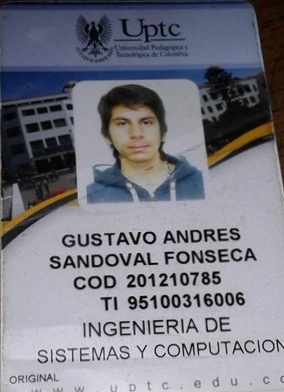 Uptc
Universidad Pedagógica y
Tecnológica de Colombia
GUSTAVO ANDRES
SANDOVAL FONSECA
COD 201210785
TI 95100316006
INGENIERIA DE
SISTEMAS Y COMPUTACION
ORIGINAL
www.uptc.edu.co